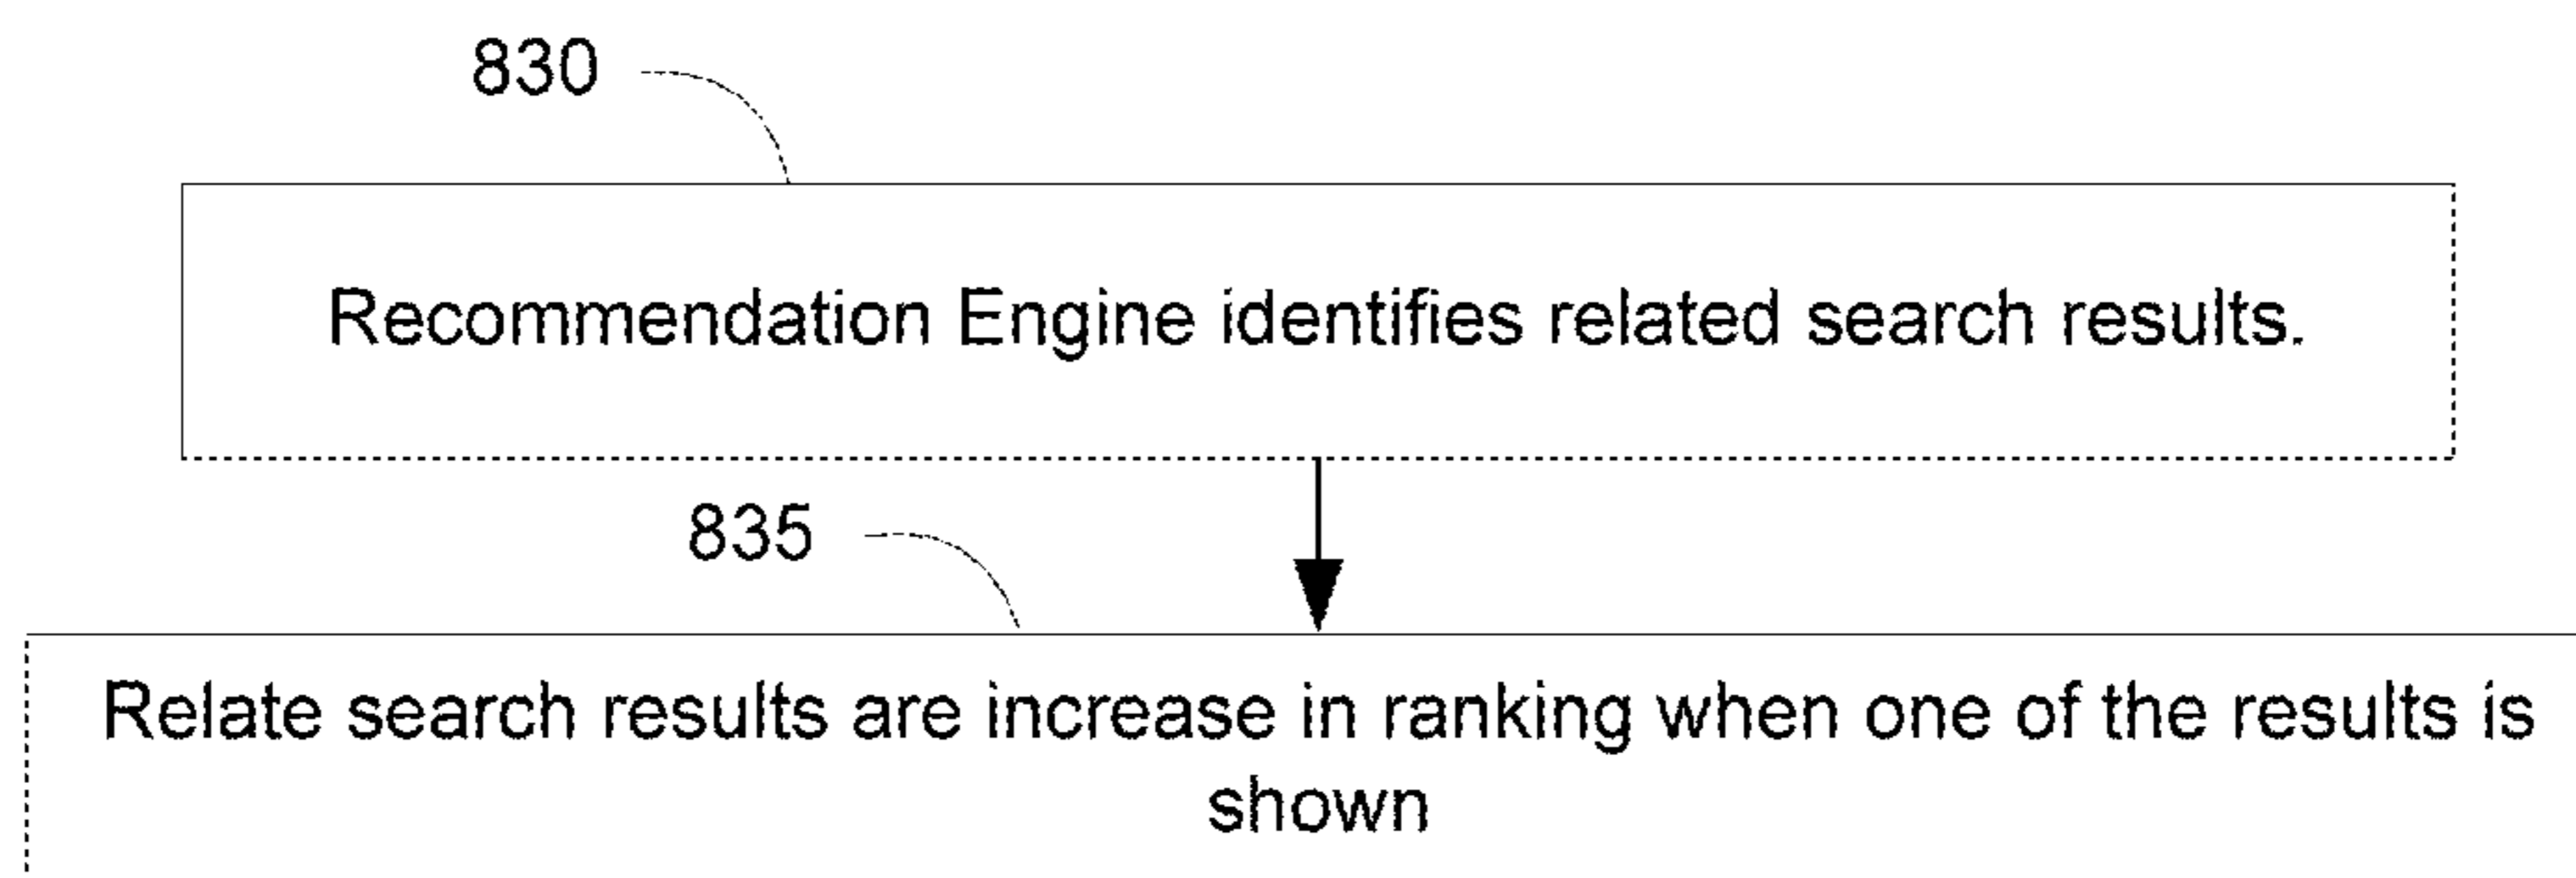 830
Recommendation Engine identifies related search results.
835
Relate search results are increase in ranking when one of the results is
shown